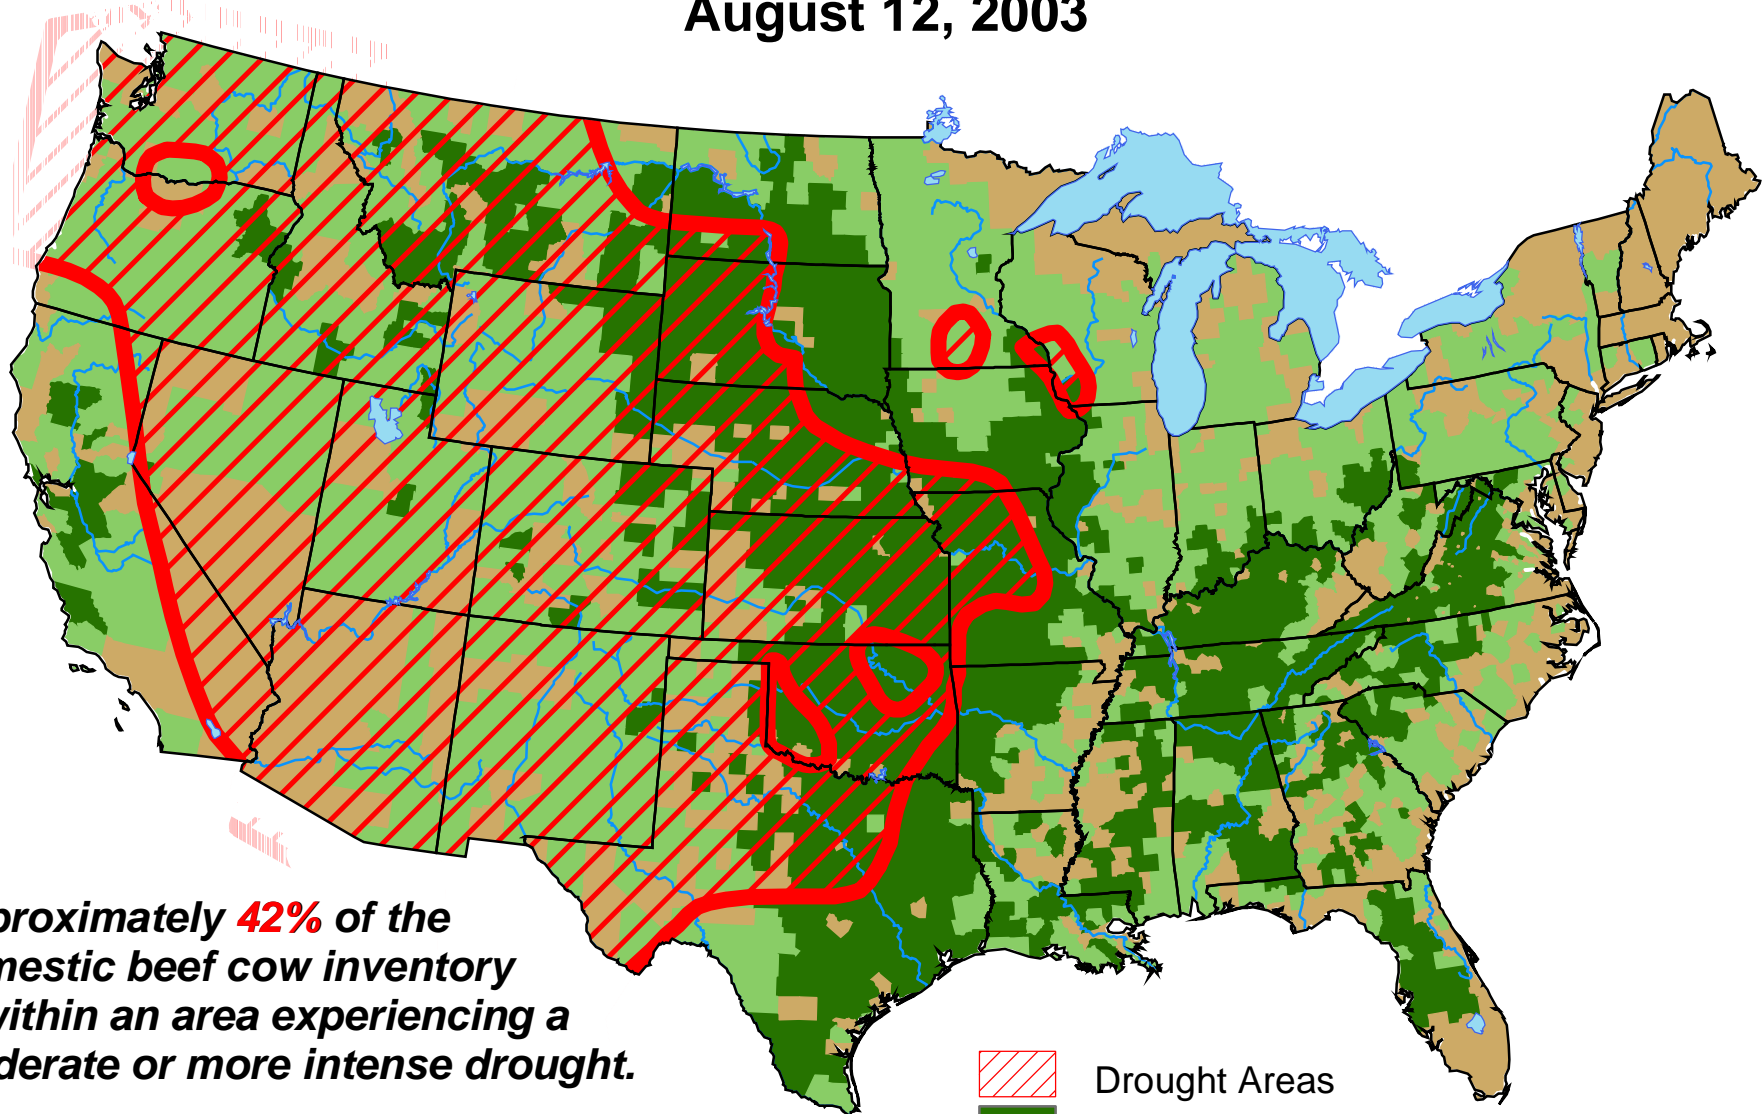 August 12, 2003
proximately 42% of the
mestic beef cow inventory
within an area experiencing a
derate or more intense drought.
Drought Areas